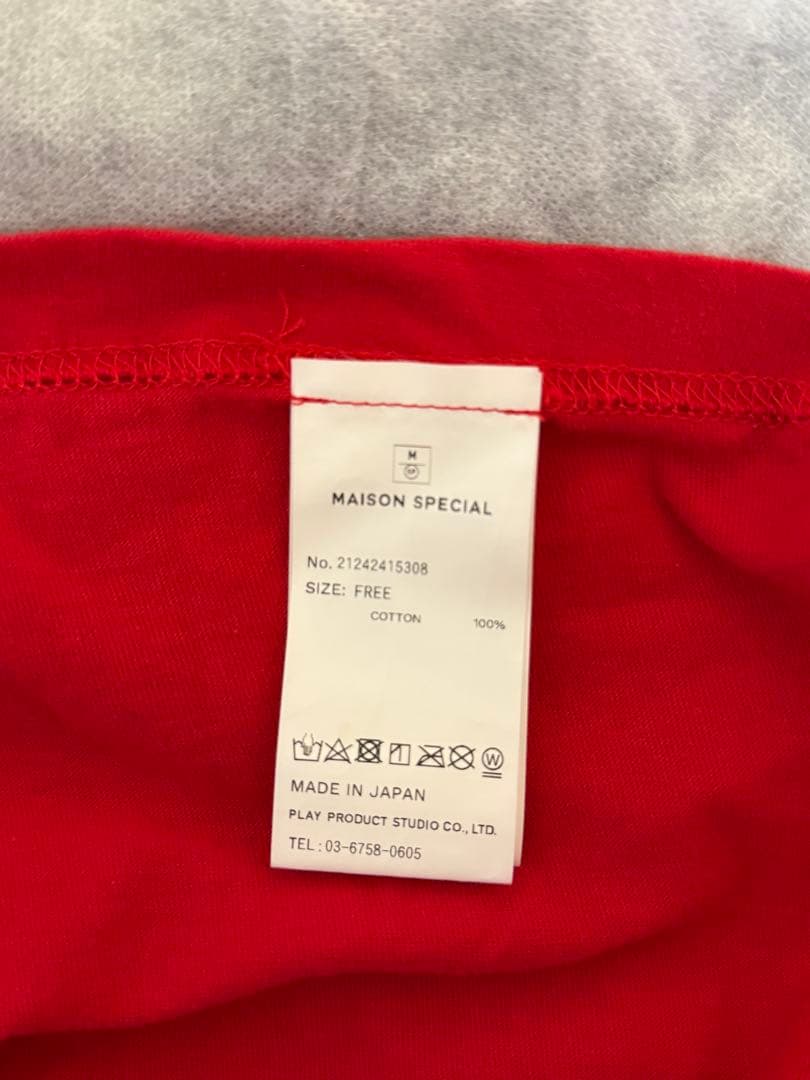 M
SP
MAISON SPECIAL
No. 21242415308
SIZE: FREE
COTTON 100%
W
MADE IN JAPAN
PLAY PRODUCT STUDIO CO., LTD.
TEL : 03-6758-0605